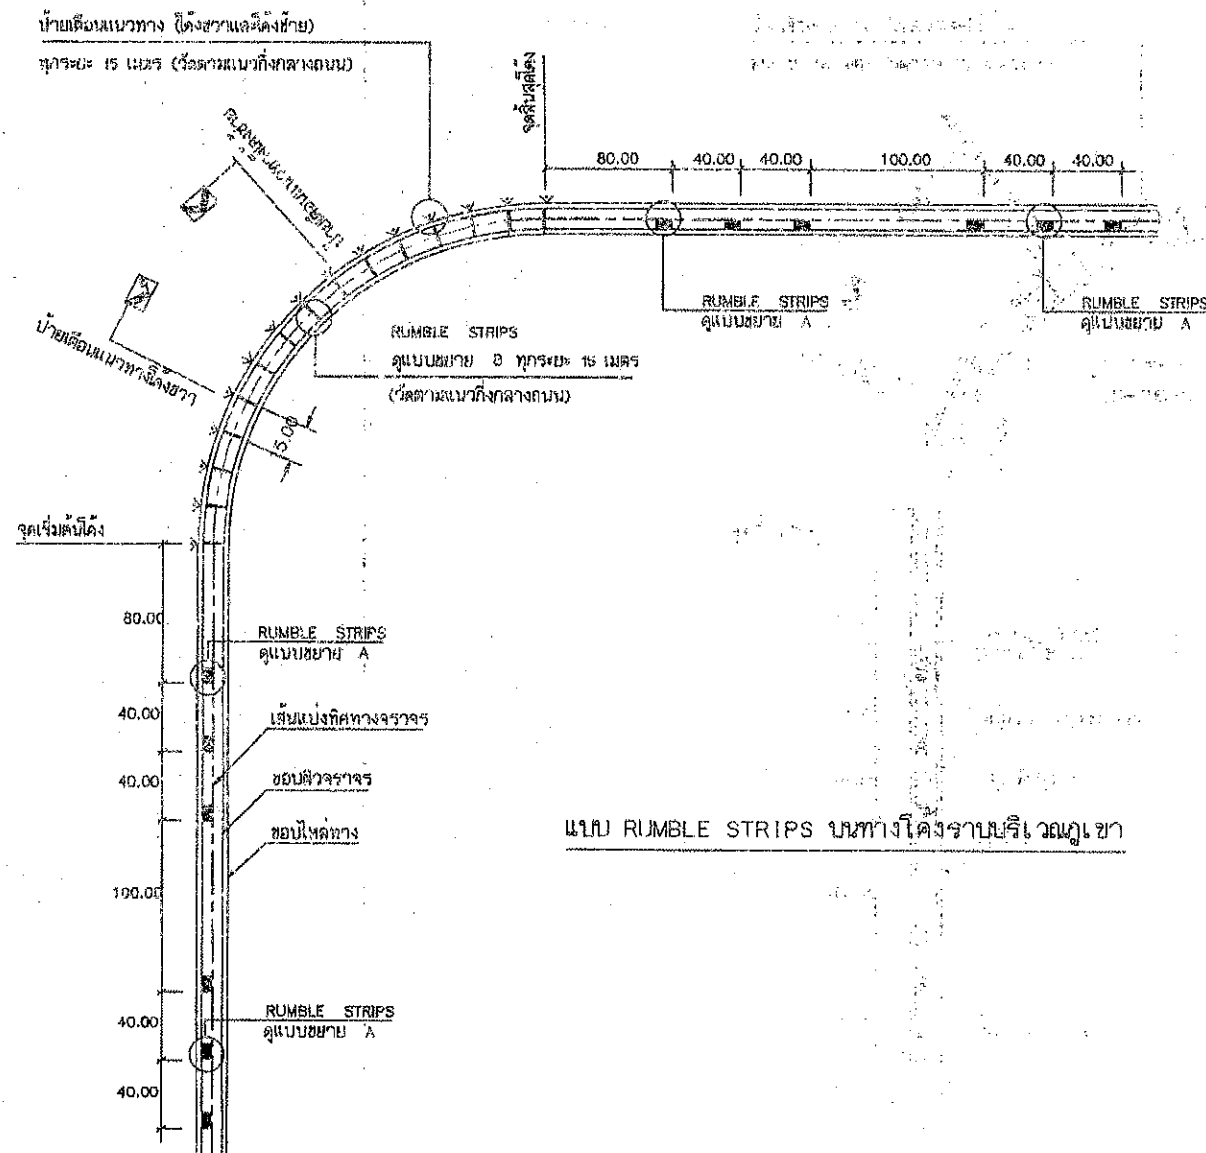 ป้ายเตือนแนวทาง (โค้งขวาและโค้งซ้าย)
ทุกระยะ 15 เมตร (วัดตามแนวกึ่งกลางถนน)
จุดสิ้นสุดโค้ง
80.00 40.00 40.00 100.00 40.00 40.00
RUMBLE STRIPS
ดูแบบขยาย A
RUMBLE STRIPS
ดูแบบขยาย A
RUMBLE STRIPS
ดูแบบขยาย B ทุกระยะ 15 เมตร
(วัดตามแนวกึ่งกลางถนน)
ป้ายเตือนแนวทางโค้งขวา
15.00
จุดเริ่มต้นโค้ง
80.00
RUMBLE STRIPS
ดูแบบขยาย A
40.00
เส้นแบ่งทิศทางจราจร
40.00
ขอบผิวจราจร
ขอบไหล่ทาง
แบบ RUMBLE STRIPS บนทางโค้งราบบริเวณภูเขา
100.00
RUMBLE STRIPS
ดูแบบขยาย A
40.00
40.00